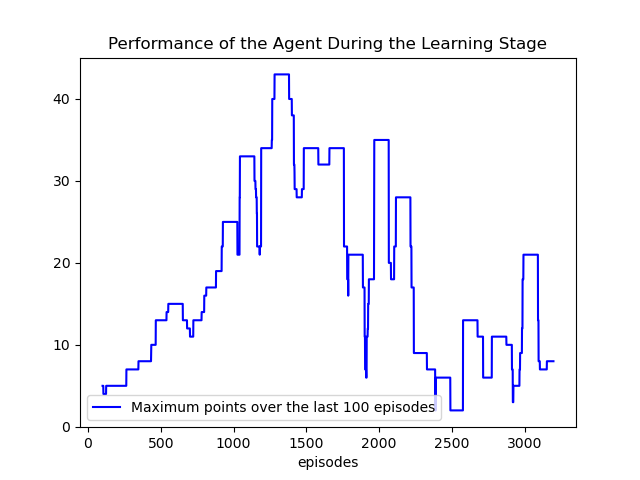 Performance of the Agent During the Learning Stage
40
30
20
10
0
Maximum points over the last 100 episodes
0 500 1000 1500 2000 2500 3000
episodes